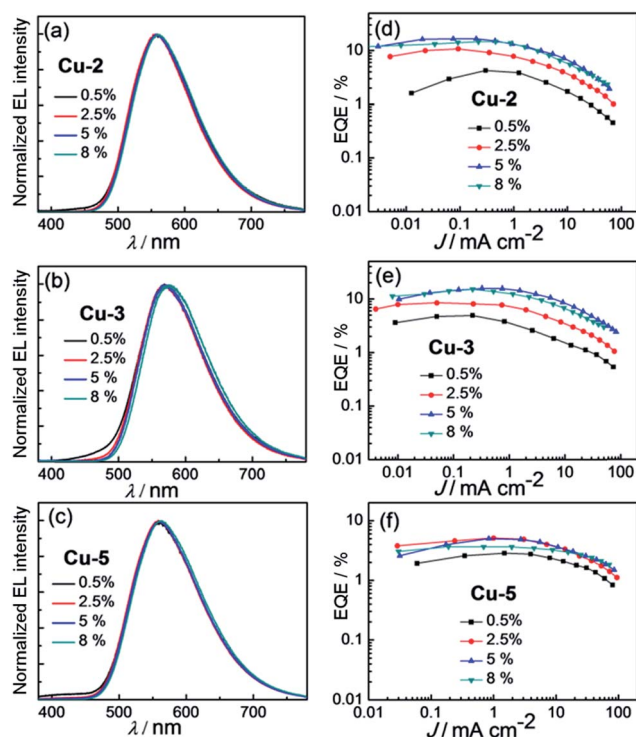 (a)
Cu-2
0.5%
2.5%
5 %
8 %
Normalized EL intensity
400 500 600 700
λ / nm
(d)
Cu-2
0.5%
2.5%
5 %
8 %
EQE / %
10
1
0.1
0.01
0.01 0.1 1 10 100
J / mA cm-2
(b)
Cu-3
0.5%
2.5%
5 %
8 %
Normalized EL intensity
400 500 600 700
λ / nm
(e)
Cu-3
0.5%
2.5%
5 %
8 %
EQE / %
10
1
0.1
0.01
0.01 0.1 1 10 100
J / mA cm-2
(c)
Cu-5
0.5%
2.5%
5 %
8 %
Normalized EL intensity
400 500 600 700
λ / nm
(f)
Cu-5
0.5%
2.5%
5 %
8 %
EQE / %
10
1
0.1
0.01
0.01 0.1 1 10 100
J / mA cm-2